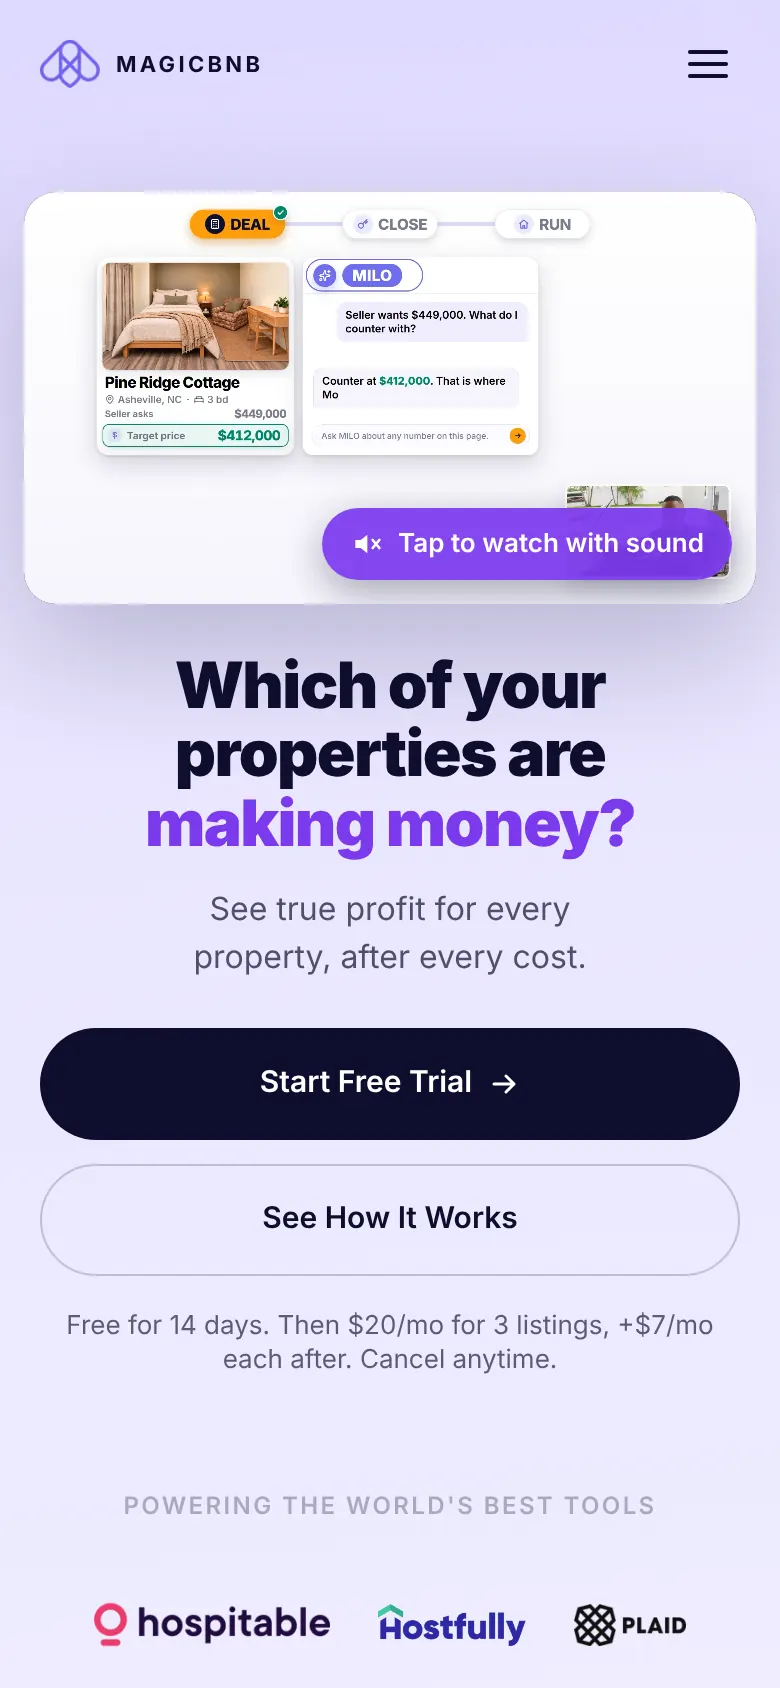 MAGICBNB
DEAL
CLOSE
RUN
Pine Ridge Cottage
Asheville, NC · 3 bd
Seller asks $449,000
Target price $412,000
MILO
Seller wants $449,000. What do I
counter with?
Counter at $412,000. That is where
Mo
Ask MILO about any number on this page.
Tap to watch with sound
Which of your
properties are
making money?
See true profit for every
property, after every cost.
Start Free Trial →
See How It Works
Free for 14 days. Then $20/mo for 3 listings, +$7/mo
each after. Cancel anytime.
POWERING THE WORLD'S BEST TOOLS
hospitable
Hostfully
PLAID